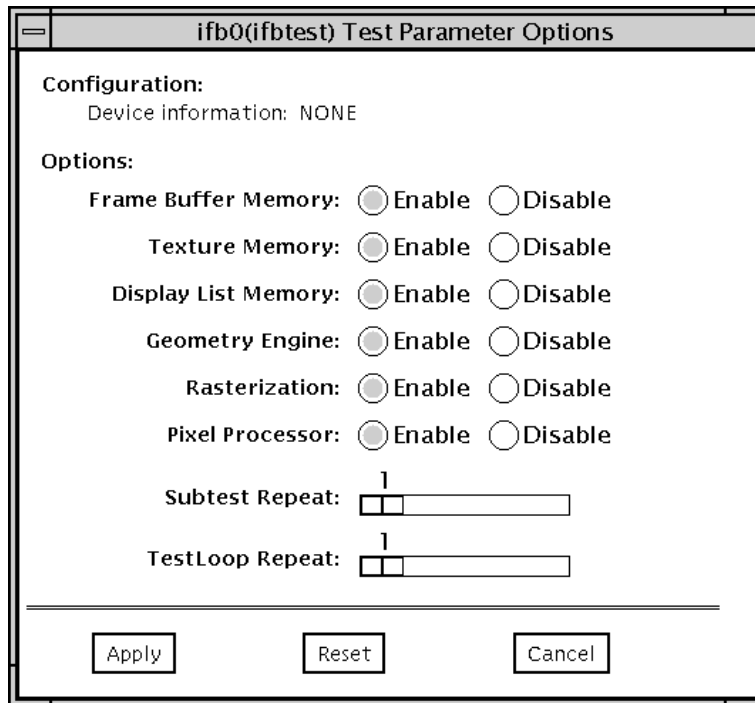 ifb0(ifbtest) Test Parameter Options
Configuration:
Device information: NONE
Options:
Frame Buffer Memory: Enable Disable
Texture Memory: Enable Disable
Display List Memory: Enable Disable
Geometry Engine: Enable Disable
Rasterization: Enable Disable
Pixel Processor: Enable Disable
1
Subtest Repeat:
1
TestLoop Repeat:
Apply Reset Cancel